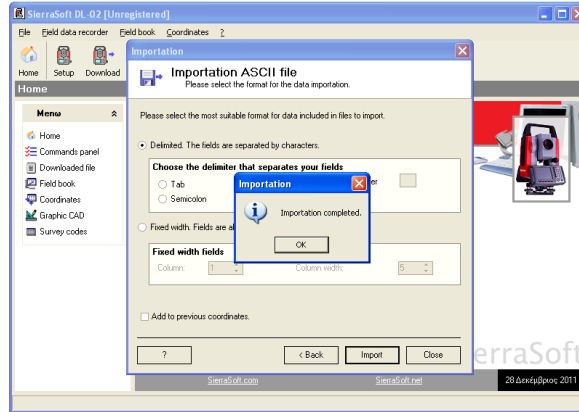 SierraSoft DL-02 [Unregistered]
File Field data recorder Field book Coordinates ?
Home Setup Download
Home
Menu
Home
Commands panel
Downloaded file
Field book
Coordinates
Graphic CAD
Survey codes
Importation
Importation ASCII file
Please select the format for the data importation.
Please select the most suitable format for data included in files to import.
Delimited. The fields are separated by characters.
Choose the delimiter that separates your fields
Tab
Semicolon
er
Fixed width. Fields are al
Fixed width fields
Column: 1 Column width: 5
Add to previous coordinates.
? < Back Import Close
Importation
Importation completed.
OK
erraSoft
SierraSoft.com SierraSoft.net 28 Δεκέμβριος 2011